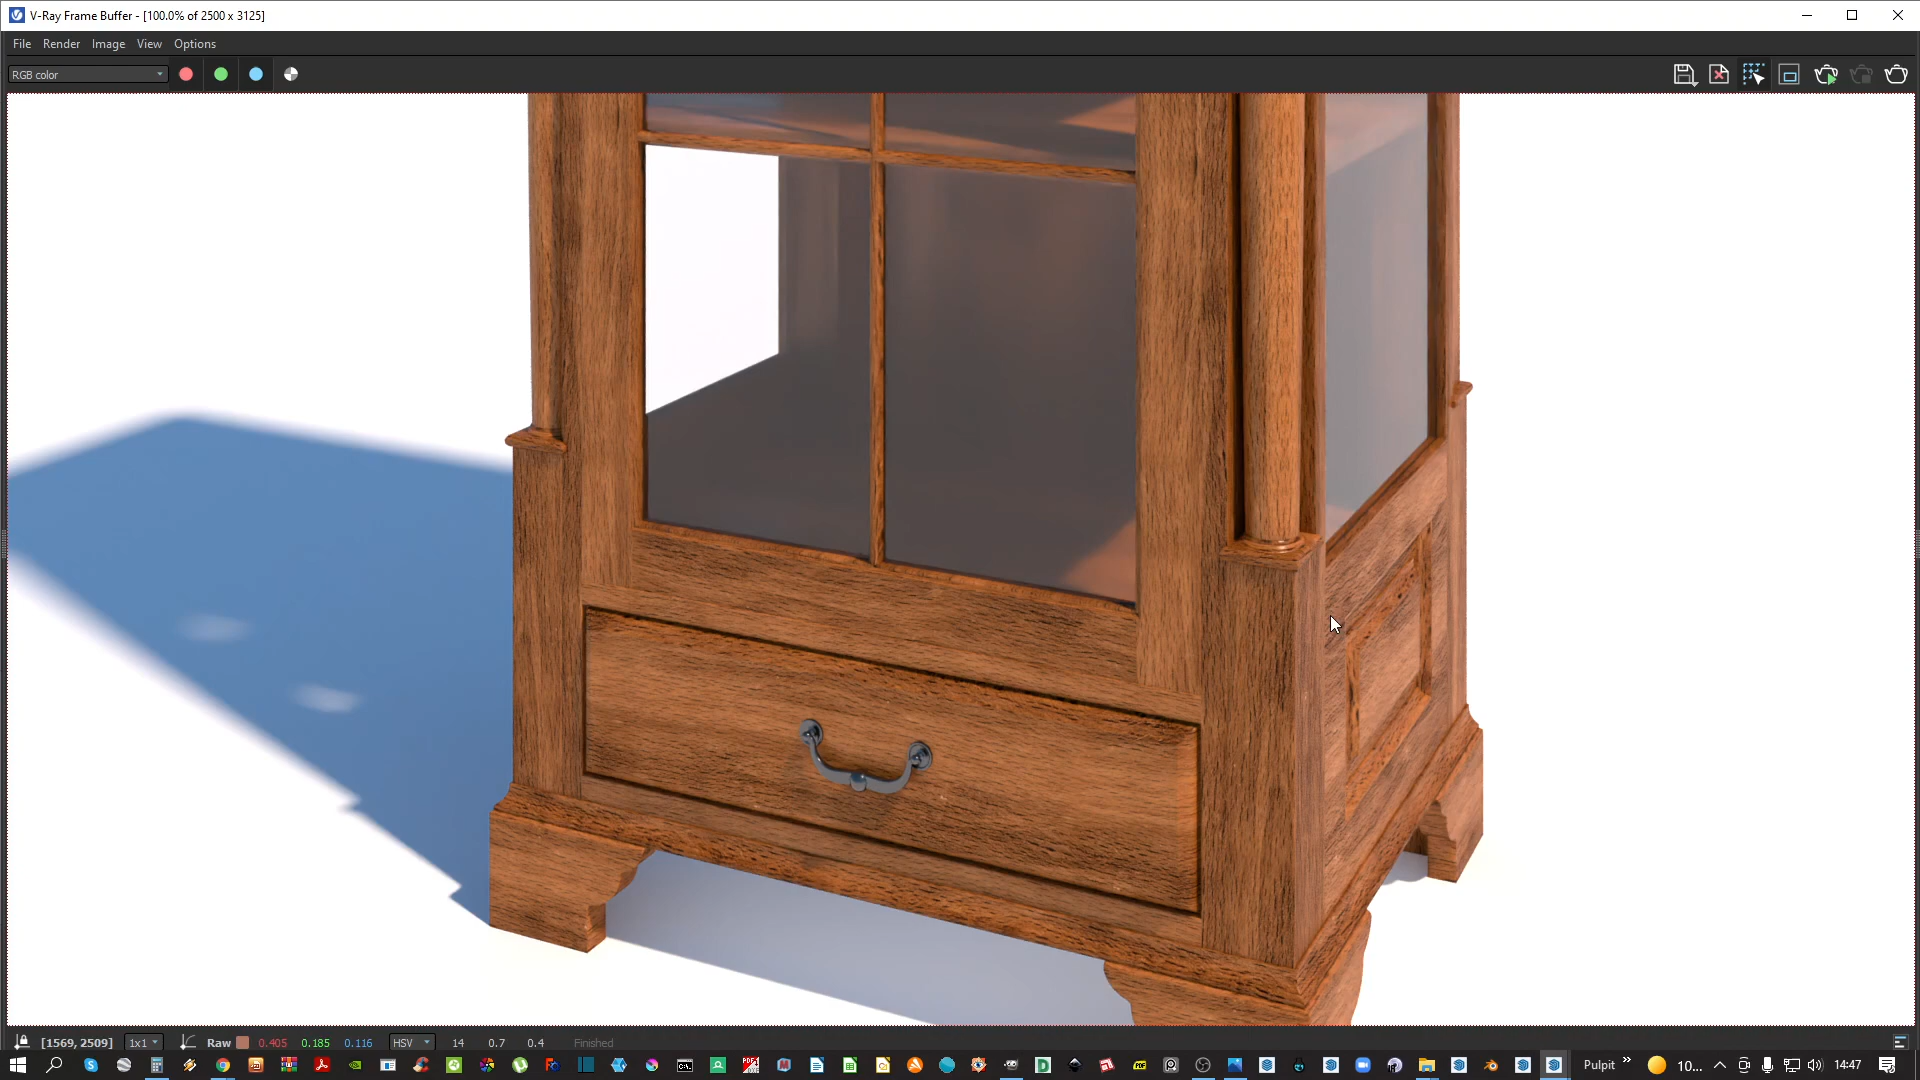 V-Ray Frame Buffer - [100.0% of 2500 x 3125]
File Render Image View Options
RGB color
[1569, 2509] 1x1 Raw 0.405 0.185 0.116 HSV 14 0.7 0.4 Finished
Pulpit 10... 14:47